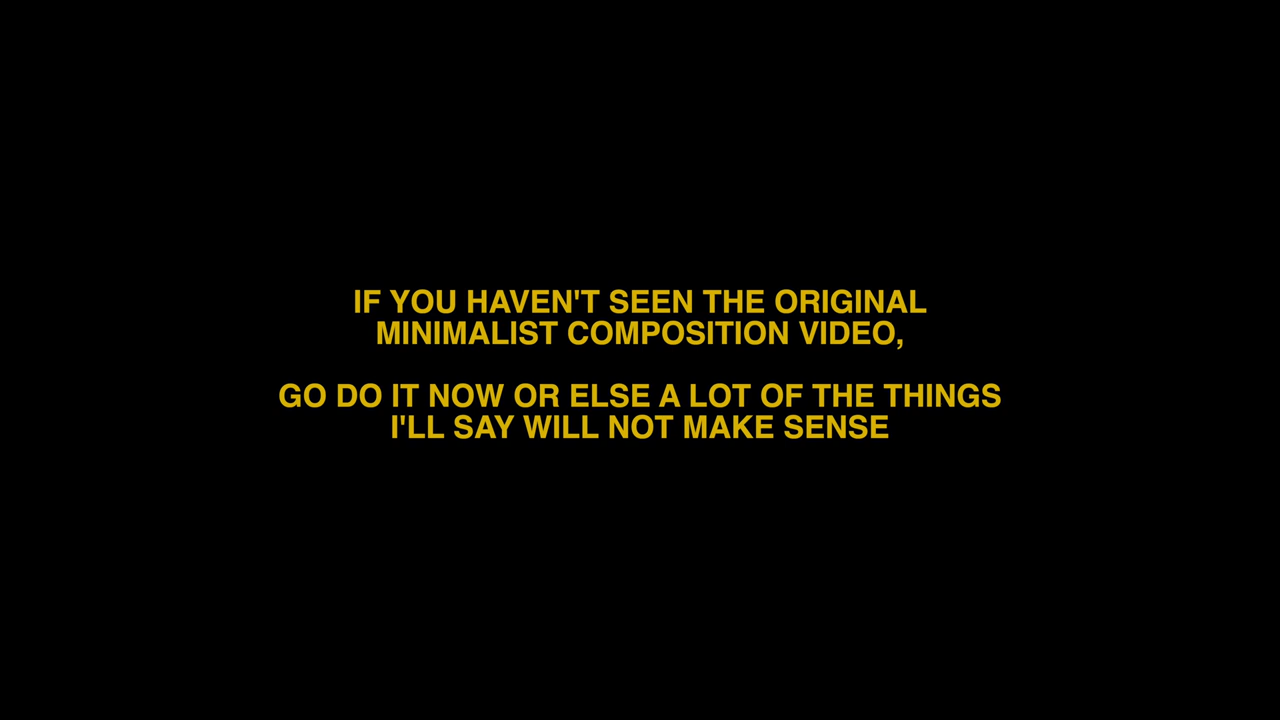 IF YOU HAVEN'T SEEN THE ORIGINAL
MINIMALIST COMPOSITION VIDEO,
GO DO IT NOW OR ELSE A LOT OF THE THINGS
I'LL SAY WILL NOT MAKE SENSE